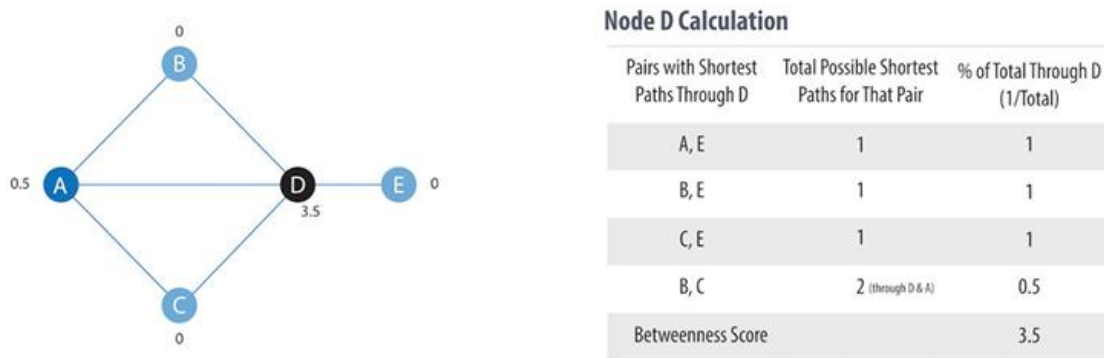 0
B
0.5
A
D
E
0
3.5
C
0
Node D Calculation
Pairs with Shortest Paths Through D
Total Possible Shortest Paths for That Pair
% of Total Through D (1/Total)
A, E 1 1
B, E 1 1
C, E 1 1
B, C 2 (through D & A) 0.5
Betweenness Score 3.5